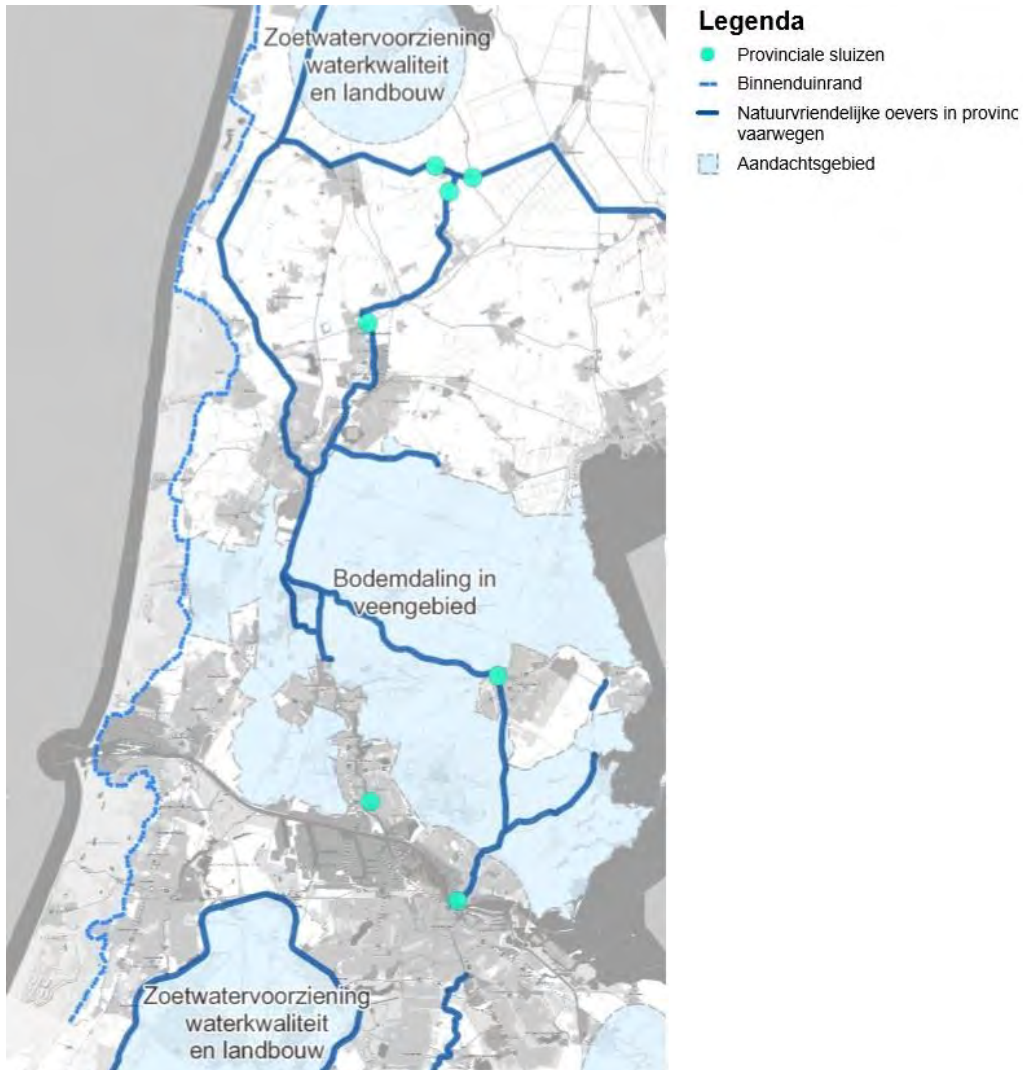 Zoetwatervoorziening
waterkwaliteit
en landbouw
Bodemdaling in
veengebied
Zoetwatervoorziening
waterkwaliteit
en landbouw
Legenda
Provinciale sluizen
Binnenduinrand
Natuurvriendelijke oevers in provinc
vaarwegen
Aandachtsgebied